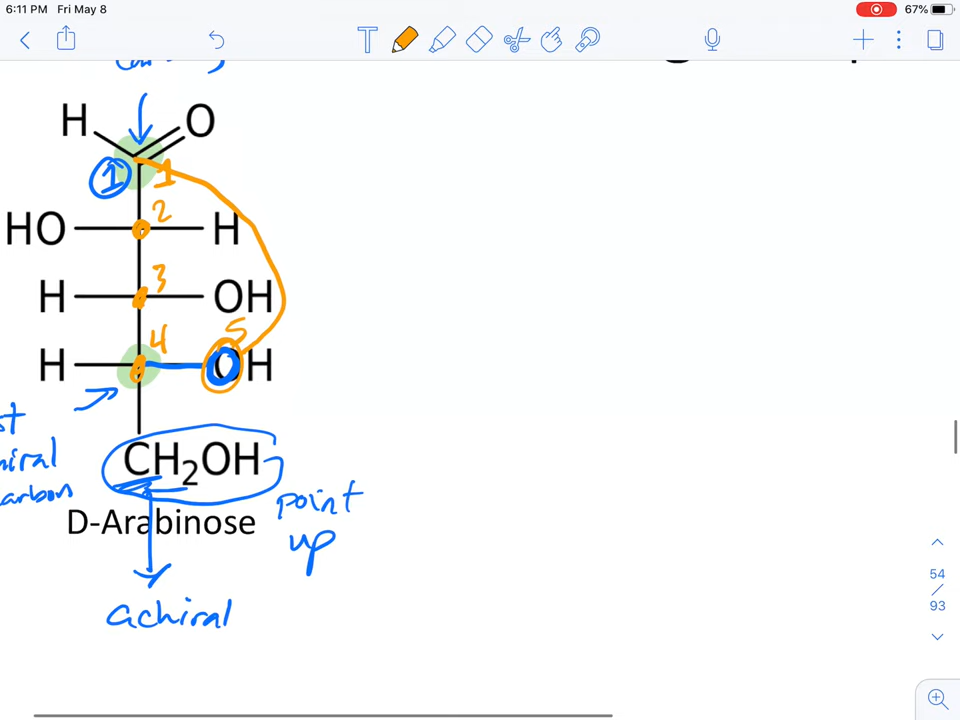 6:11 PM Fri May 8
67%
T
H
O
1
1
2
HO
H
3
H
OH
4
5
H
OH
CH₂OH
carbon
point
D-Arabinose
up
achiral
54
/
93